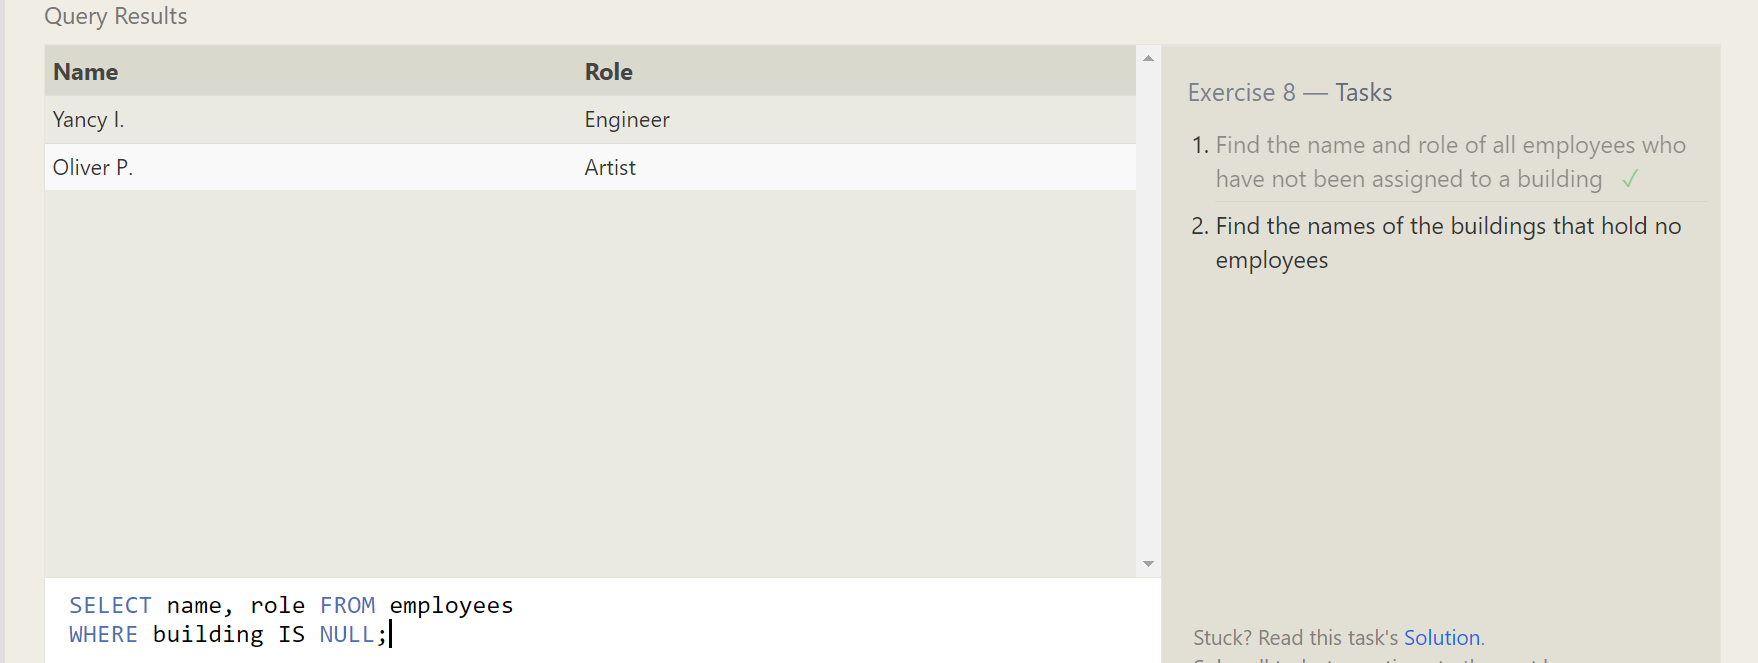 Query Results
Name Role
Yancy I. Engineer
Oliver P. Artist
SELECT name, role FROM employees
WHERE building IS NULL;
Exercise 8 — Tasks
1. Find the name and role of all employees who
have not been assigned to a building ✓
2. Find the names of the buildings that hold no
employees
Stuck? Read this task's Solution.